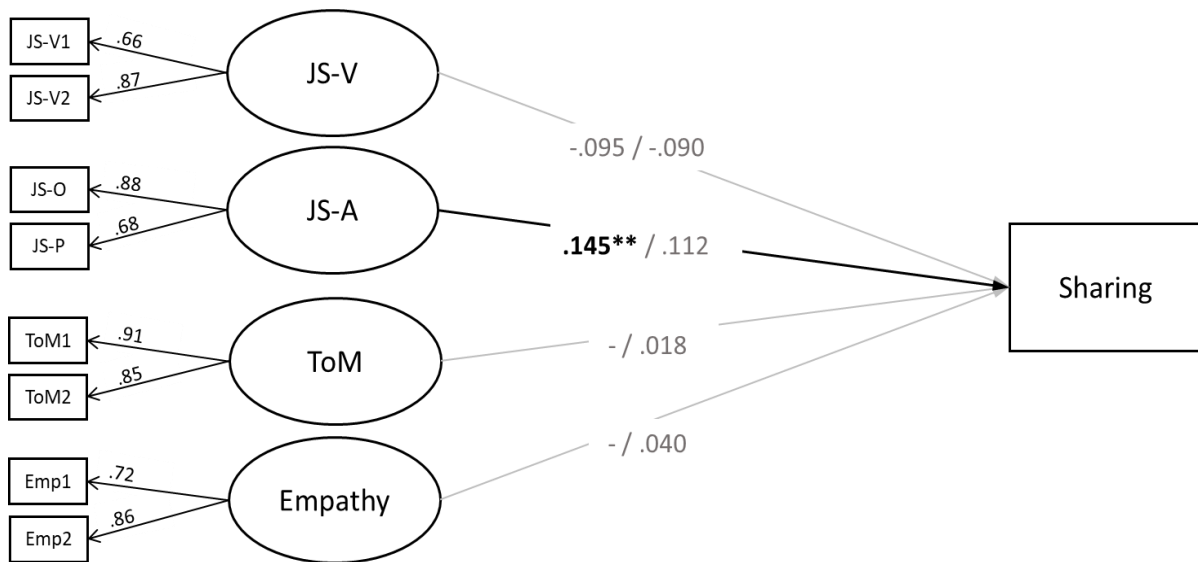 JS-V1
.66
JS-V2
.87
JS-V
-.095 / -.090
JS-O
.88
JS-P
.68
JS-A
.145** / .112
Sharing
ToM1
.91
ToM2
.85
ToM
- / .018
Emp1
.72
Emp2
.86
Empathy
- / .040